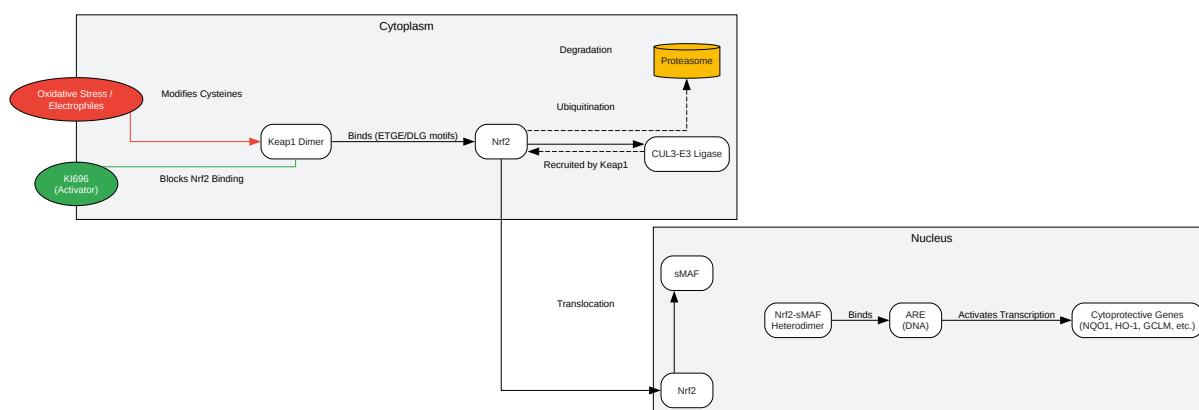 Cytoplasm
Degradation
Proteasome
Oxidative Stress /
Electrophiles
Modifies Cysteines
Ubiquitination
Keap1 Dimer
Binds (ETGE/DLG motifs)
Nrf2
CUL3-E3 Ligase
Recruited by Keap1
KI696
(Activator)
Blocks Nrf2 Binding
Nucleus
sMAF
Translocation
Nrf2-sMAF
Heterodimer
Binds
ARE
(DNA)
Activates Transcription
Cytoprotective Genes
(NQO1, HO-1, GCLM, etc.)
Nrf2